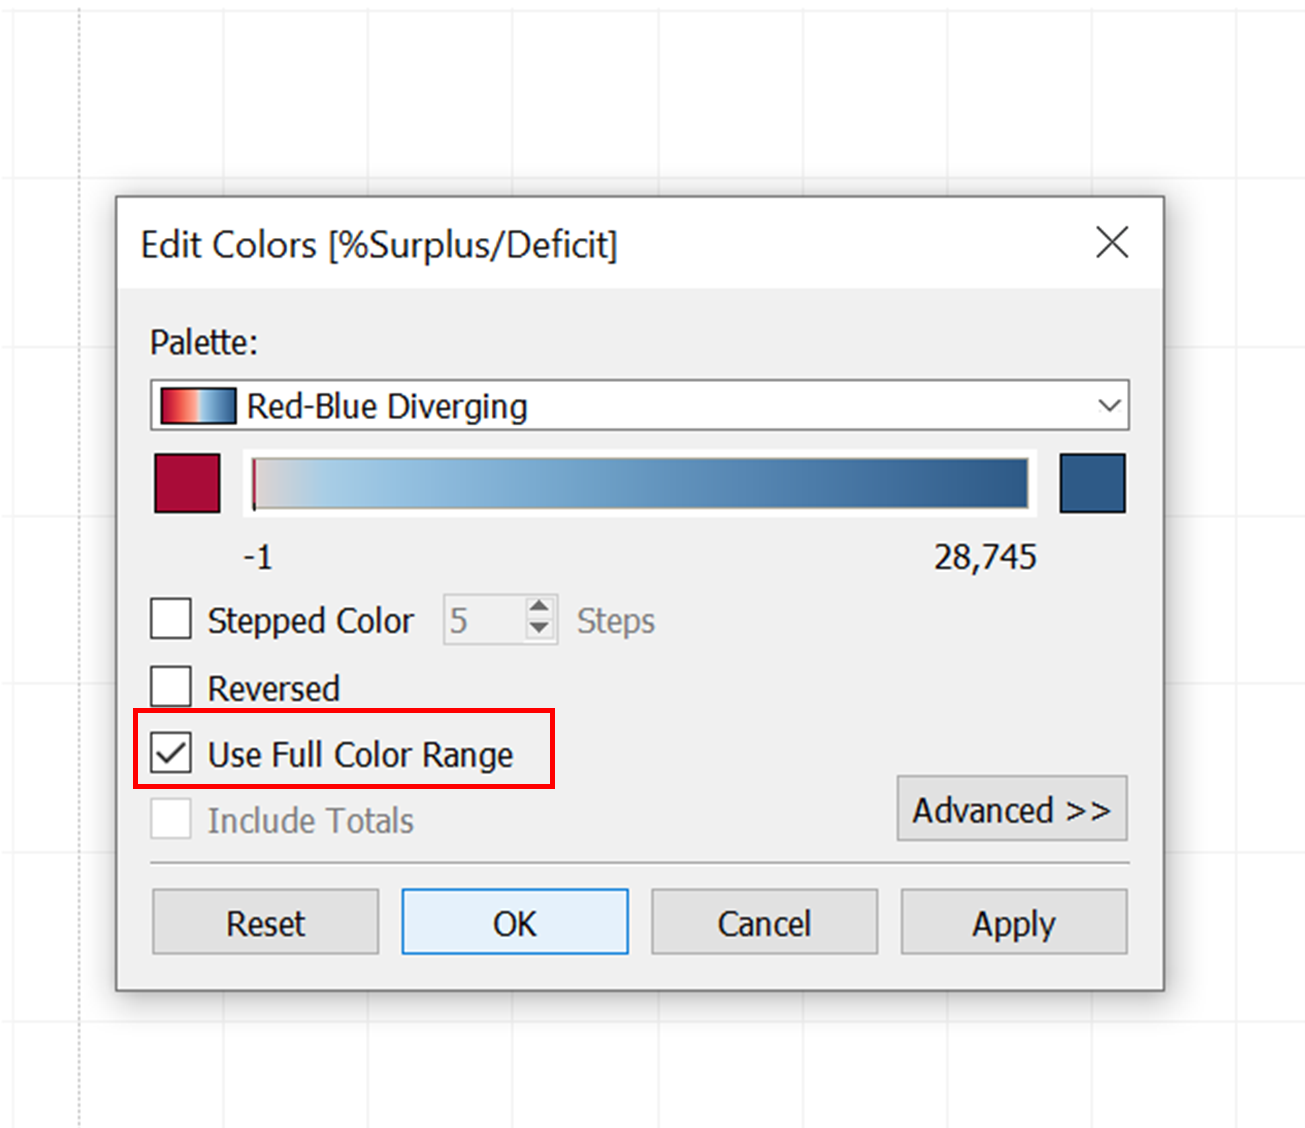 Edit Colors [%Surplus/Deficit]
Palette:
Red-Blue Diverging
-1 28,745
Stepped Color 5 Steps
Reversed
Use Full Color Range
Include Totals
Advanced >>
Reset OK Cancel Apply